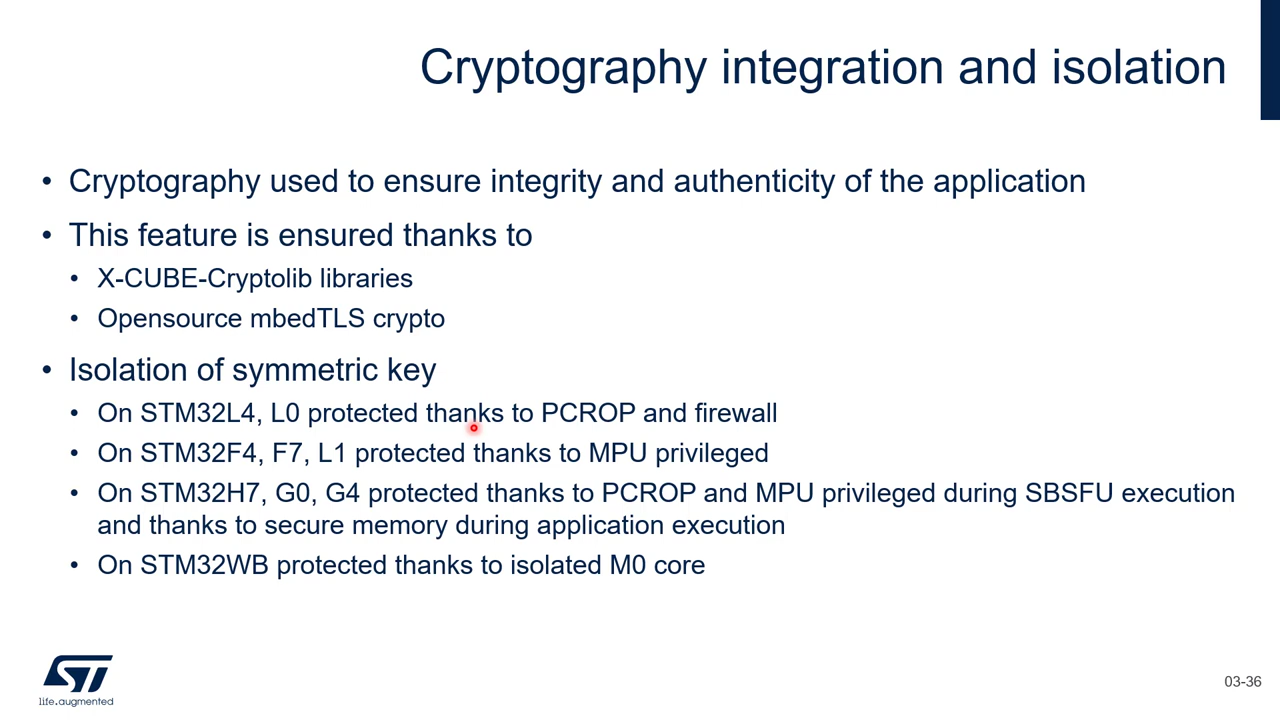 Cryptography integration and isolation
• Cryptography used to ensure integrity and authenticity of the application
• This feature is ensured thanks to
• X-CUBE-Cryptolib libraries
• Opensource mbedTLS crypto
• Isolation of symmetric key
• On STM32L4, L0 protected thanks to PCROP and firewall
• On STM32F4, F7, L1 protected thanks to MPU privileged
• On STM32H7, G0, G4 protected thanks to PCROP and MPU privileged during SBSFU execution
and thanks to secure memory during application execution
• On STM32WB protected thanks to isolated M0 core
ST
life.augmented
03-36